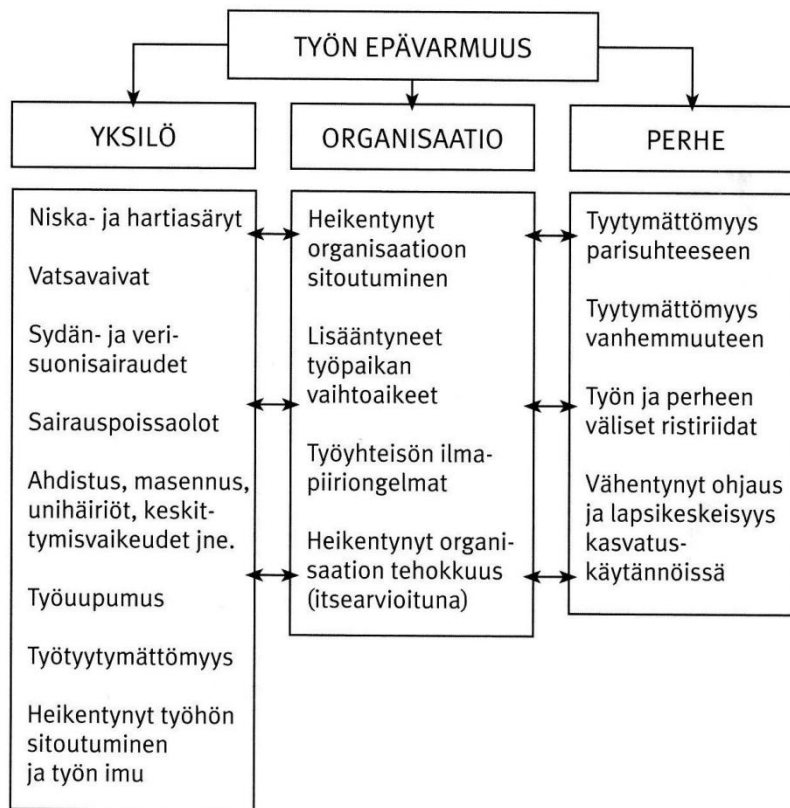 TYÖN EPÄVARMUUS
YKSILÖ
ORGANISAATIO
PERHE
Niska- ja hartiasäryt
Vatsavaivat
Sydän- ja veri-
suonisairaudet
Sairauspoissaolot
Ahdistus, masennus,
unihäiriöt, keskit-
tymisvaikeudet jne.
Työuupumus
Työtyytymättömyys
Heikentynyt työhön
sitoutuminen
ja työn imu
Heikentynyt
organisaatioon
sitoutuminen
Lisääntyneet
työpaikan
vaihtoaikeet
Työyhteisön ilma-
piiriongelmat
Heikentynyt organi-
saation tehokkuus
(itsearvioituna)
Tyytymättömyys
parisuhteeseen
Tyytymättömyys
vanhemmuuteen
Työn ja perheen
väliset ristiriidat
Vähentynyt ohjaus
ja lapsikeskeisyys
kasvatus-
käytännöissä